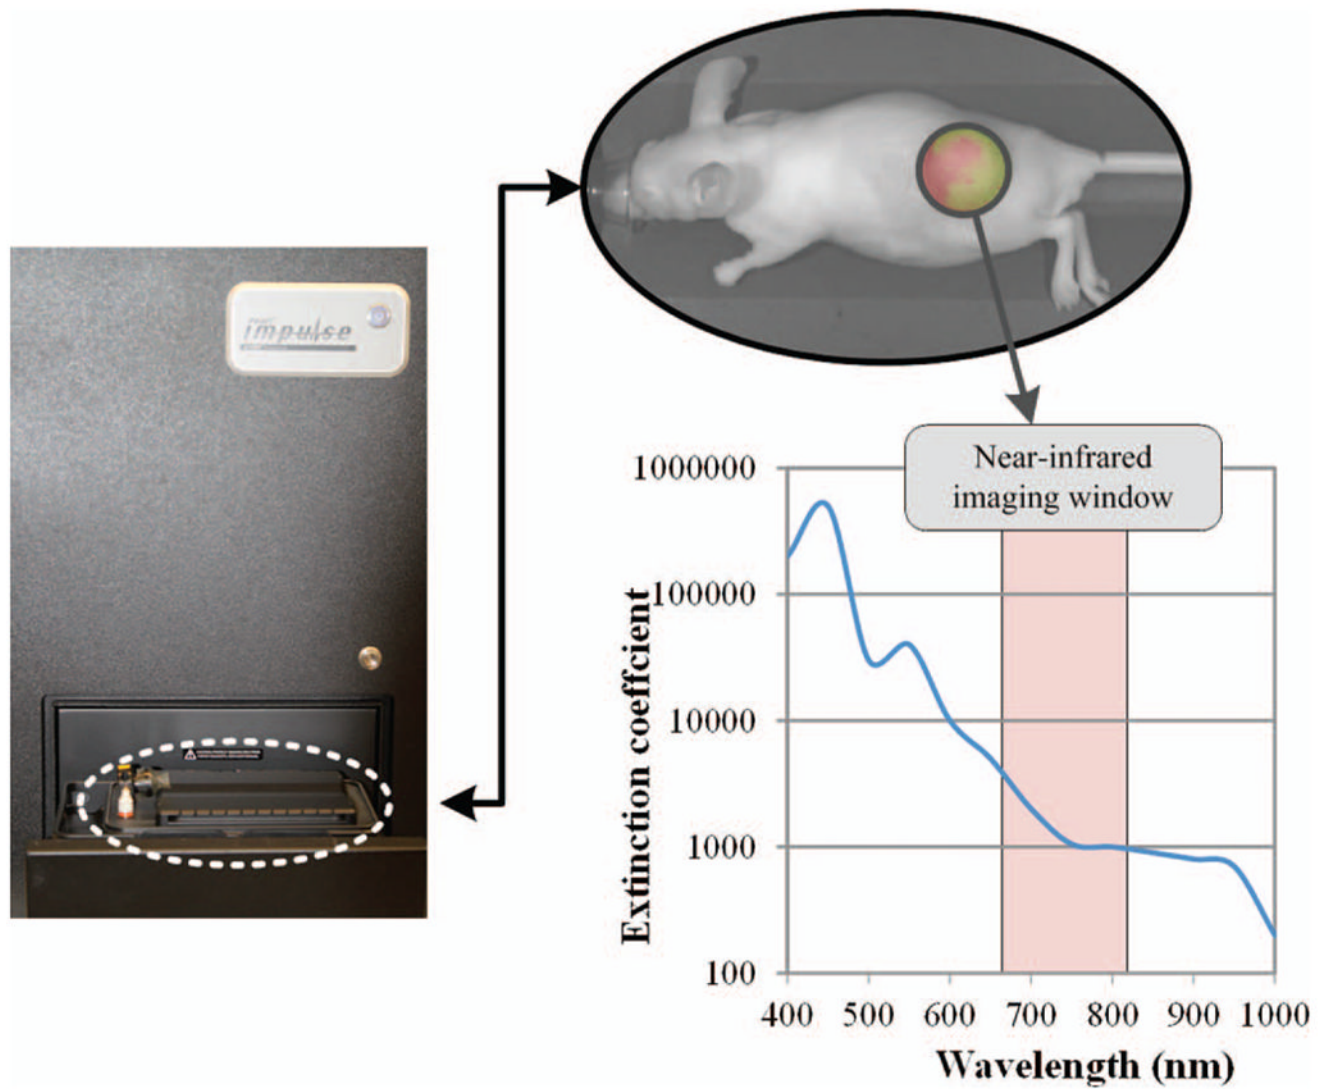 impulse
Near-infrared
imaging window
1000000
100000
10000
1000
100
Extinction coeffcient
400 500 600 700 800 900 1000
Wavelength (nm)